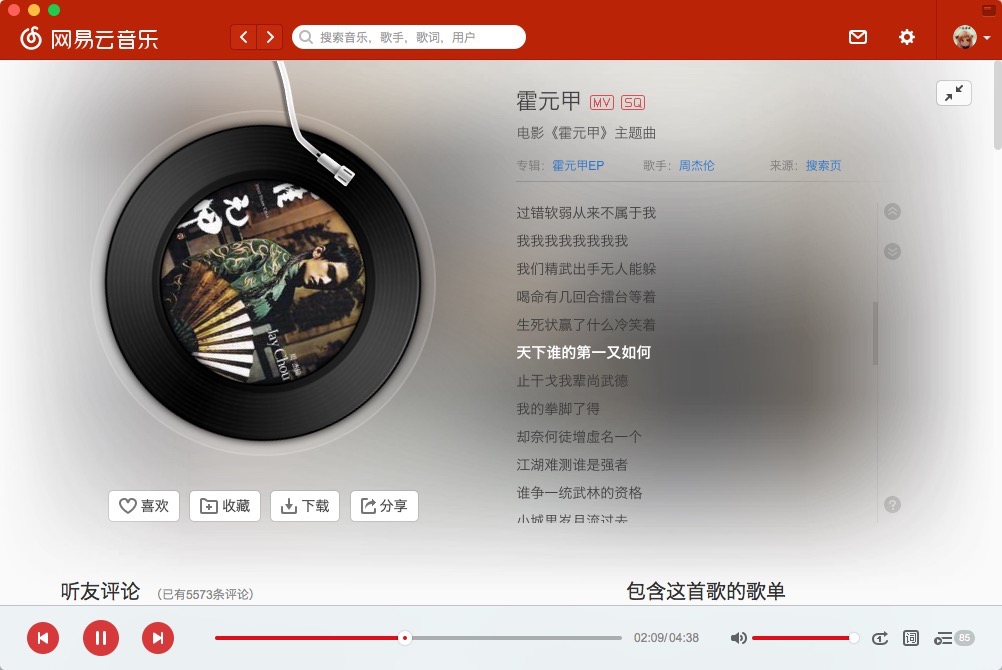 网易云音乐
搜索音乐，歌手，歌词，用户
霍元甲 MV SQ
电影《霍元甲》主题曲
专辑：霍元甲EP 歌手：周杰伦 来源：搜索页
过错软弱从来不属于我
我我我我我我我我
我们精武出手无人能躲
喝命有几回合擂台等着
生死状赢了什么冷笑着
天下谁的第一又如何
止干戈我辈尚武德
我的拳脚了得
却奈何徒增虚名一个
江湖难测谁是强者
谁争一统武林的资格
小城里岁月流过去
Jay Chou
喜欢 收藏 下载 分享
听友评论 （已有5573条评论）
包含这首歌的歌单
02:09/04:38
词
85